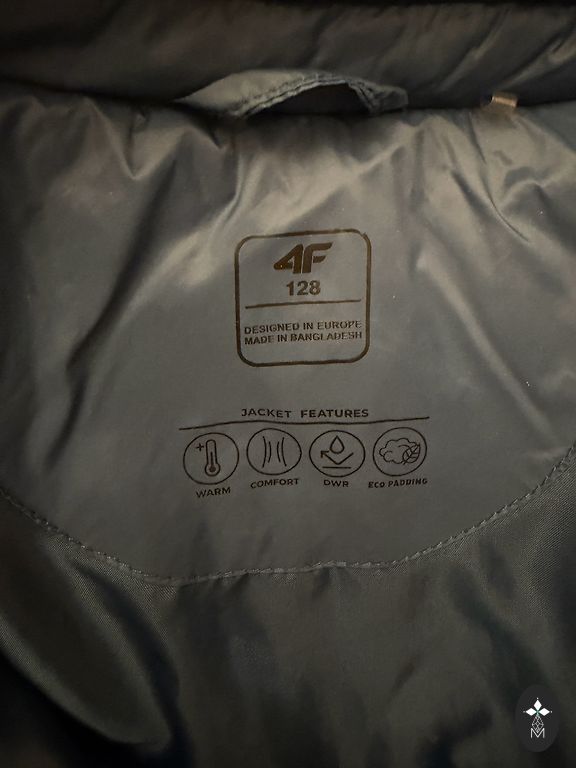 4F
128
DESIGNED IN EUROPE
MADE IN BANGLADESH
JACKET FEATURES
WARM
COMFORT
DWR
ECO PADDING
M